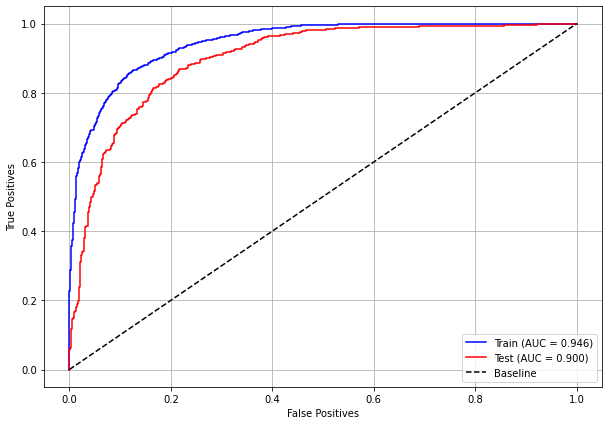 1.0
0.8
0.6
0.4
0.2
0.0
True Positives
0.0
0.2
0.4
0.6
0.8
1.0
False Positives
Train (AUC = 0.946)
Test (AUC = 0.900)
Baseline